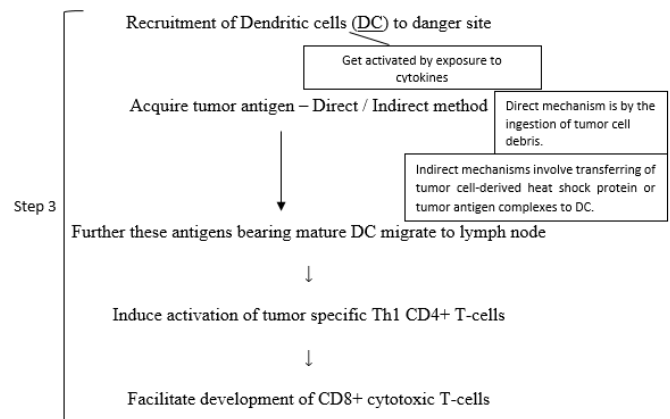 Recruitment of Dendritic cells (DC) to danger site
Get activated by exposure to
cytokines
Acquire tumor antigen – Direct / Indirect method
Direct mechanism is by the
ingestion of tumor cell
debris.
Indirect mechanisms involve transferring of
tumor cell-derived heat shock protein or
tumor antigen complexes to DC.
Step 3
Further these antigens bearing mature DC migrate to lymph node
↓
Induce activation of tumor specific Th1 CD4+ T-cells
↓
Facilitate development of CD8+ cytotoxic T-cells